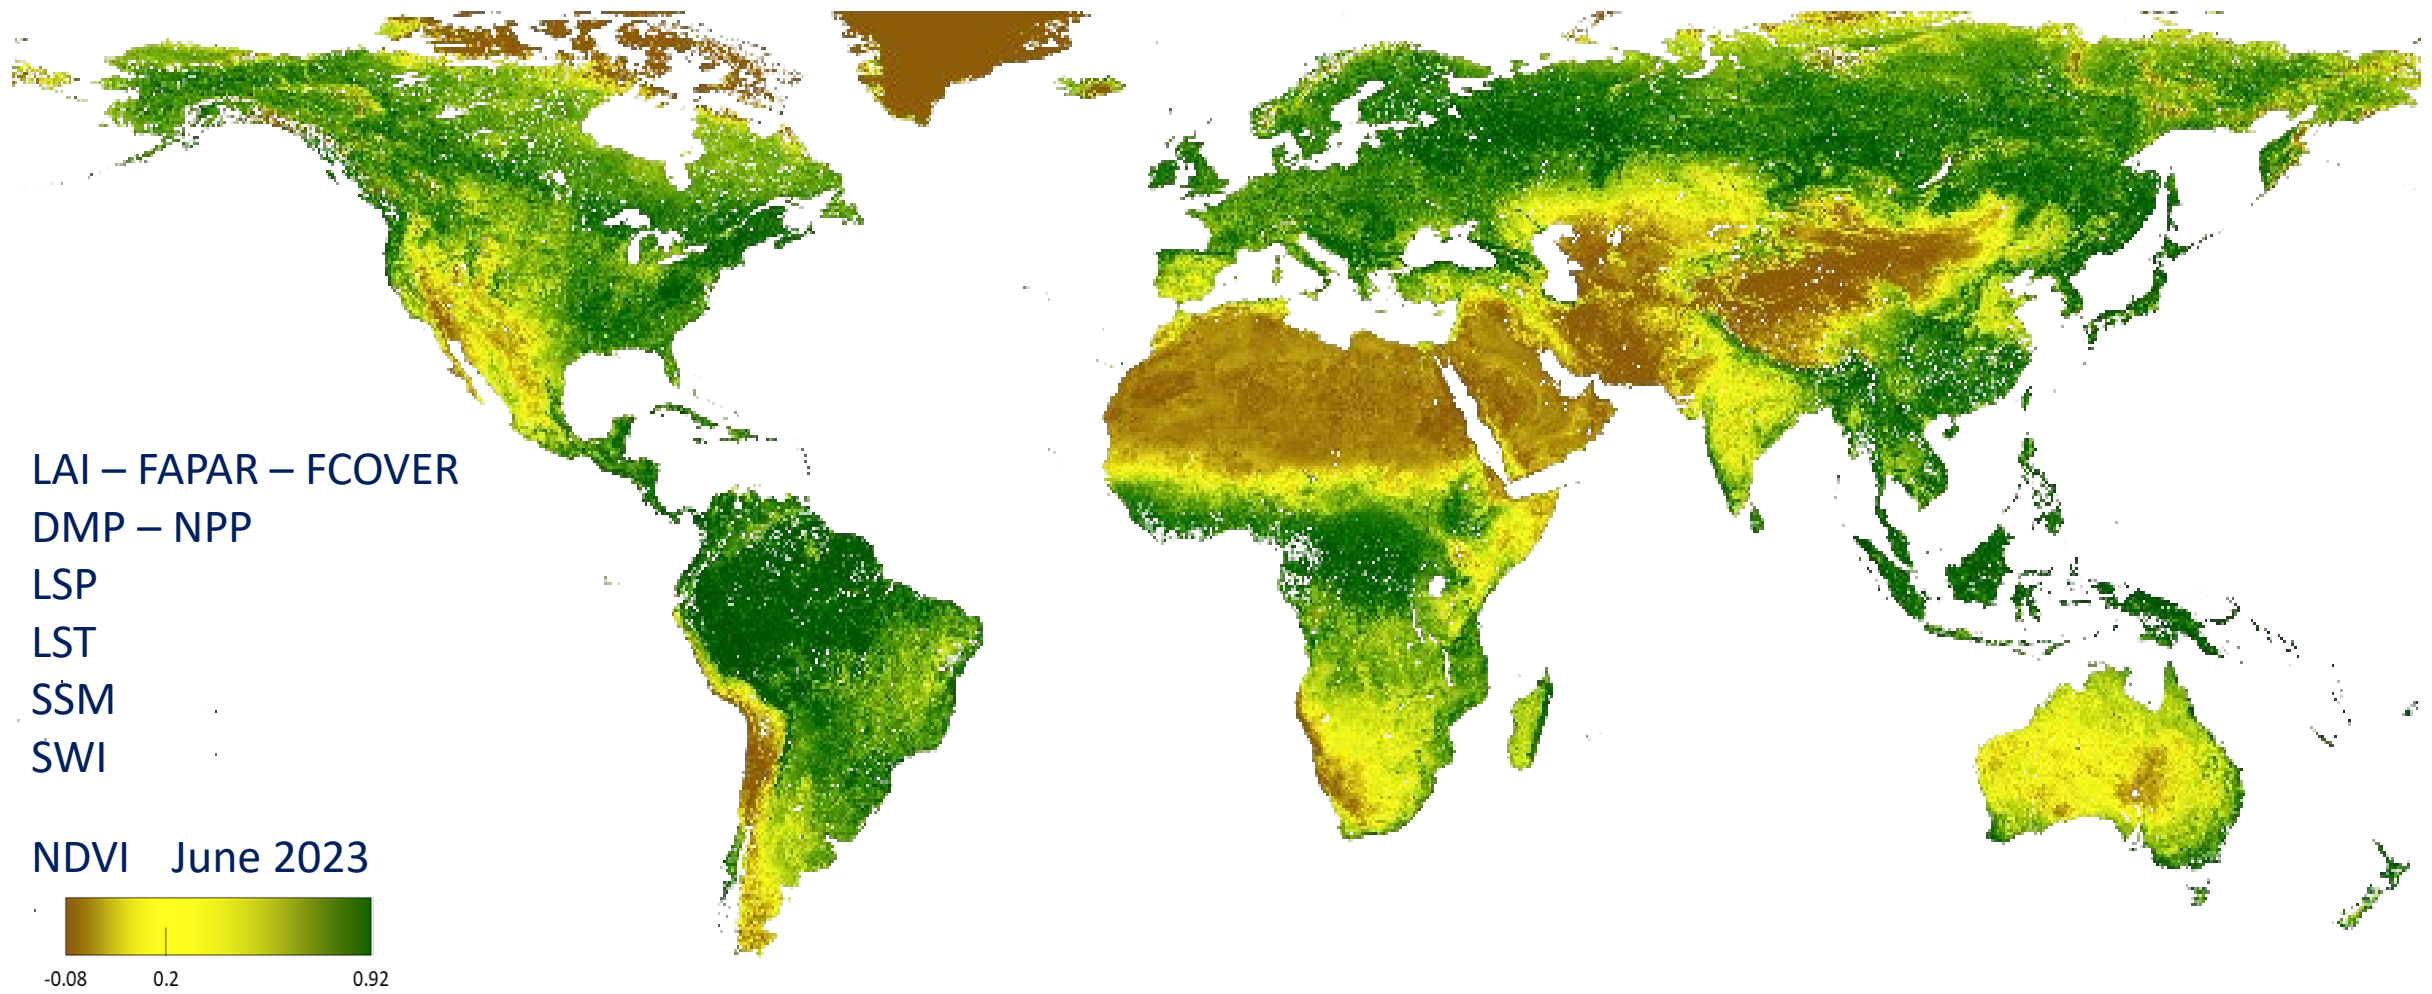 LAI – FAPAR – FCOVER
DMP – NPP
LSP
LST
SSM
SWI
NDVI June 2023
-0.08 0.2 0.92